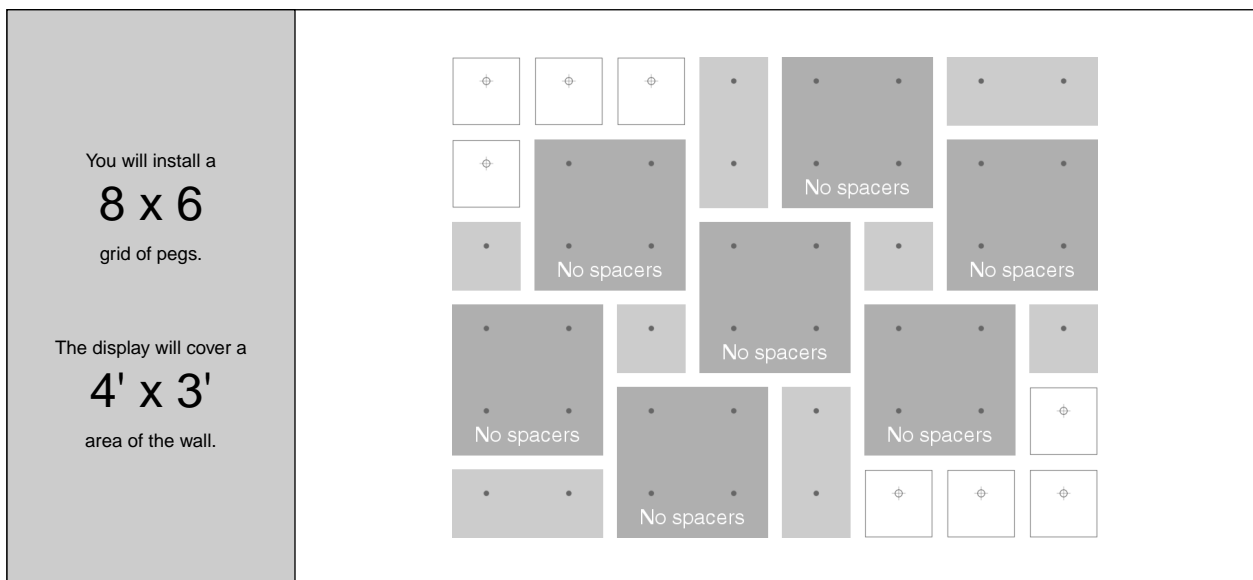 You will install a
8 x 6
grid of pegs.
The display will cover a
4' x 3'
area of the wall.
No spacers
No spacers
No spacers
No spacers
No spacers
No spacers
No spacers